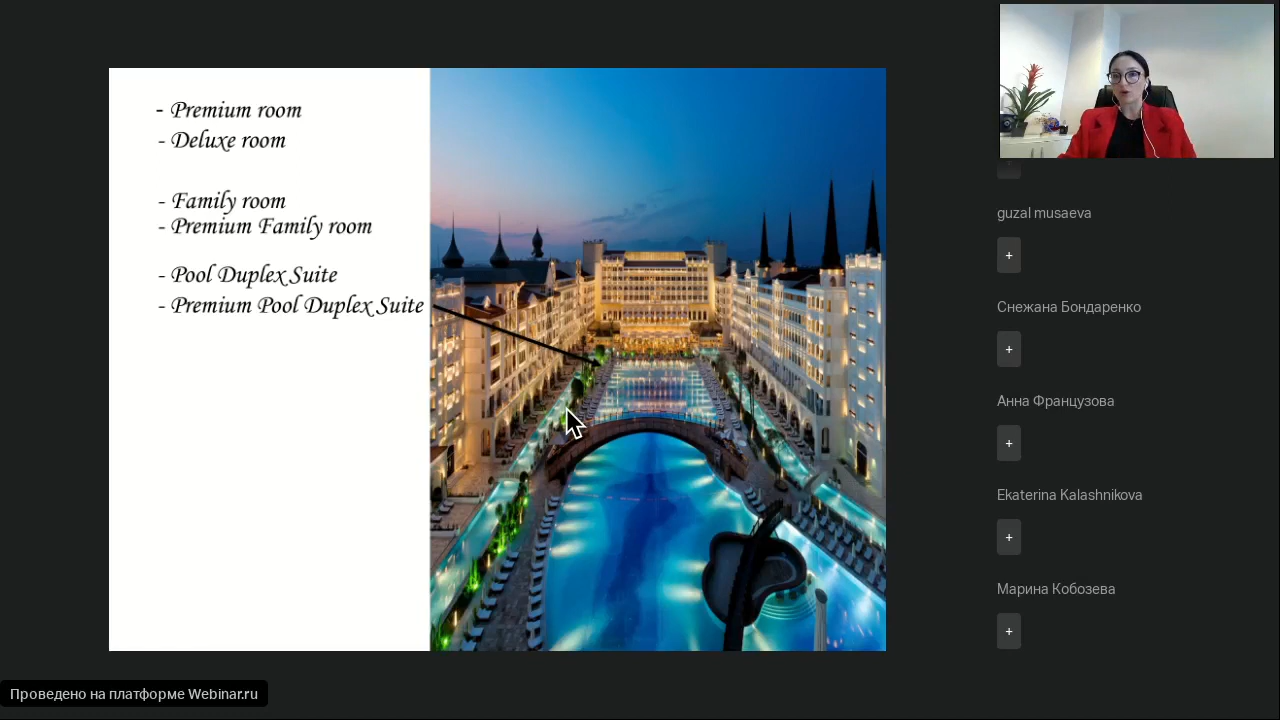 - Premium room
- Deluxe room
- Family room
- Premium Family room
- Pool Duplex Suite
- Premium Pool Duplex Suite
guzal musaeva
+
Снежана Бондаренко
+
Анна Французова
+
Ekaterina Kalashnikova
+
Марина Кобозева
+
Проведено на платформе Webinar.ru